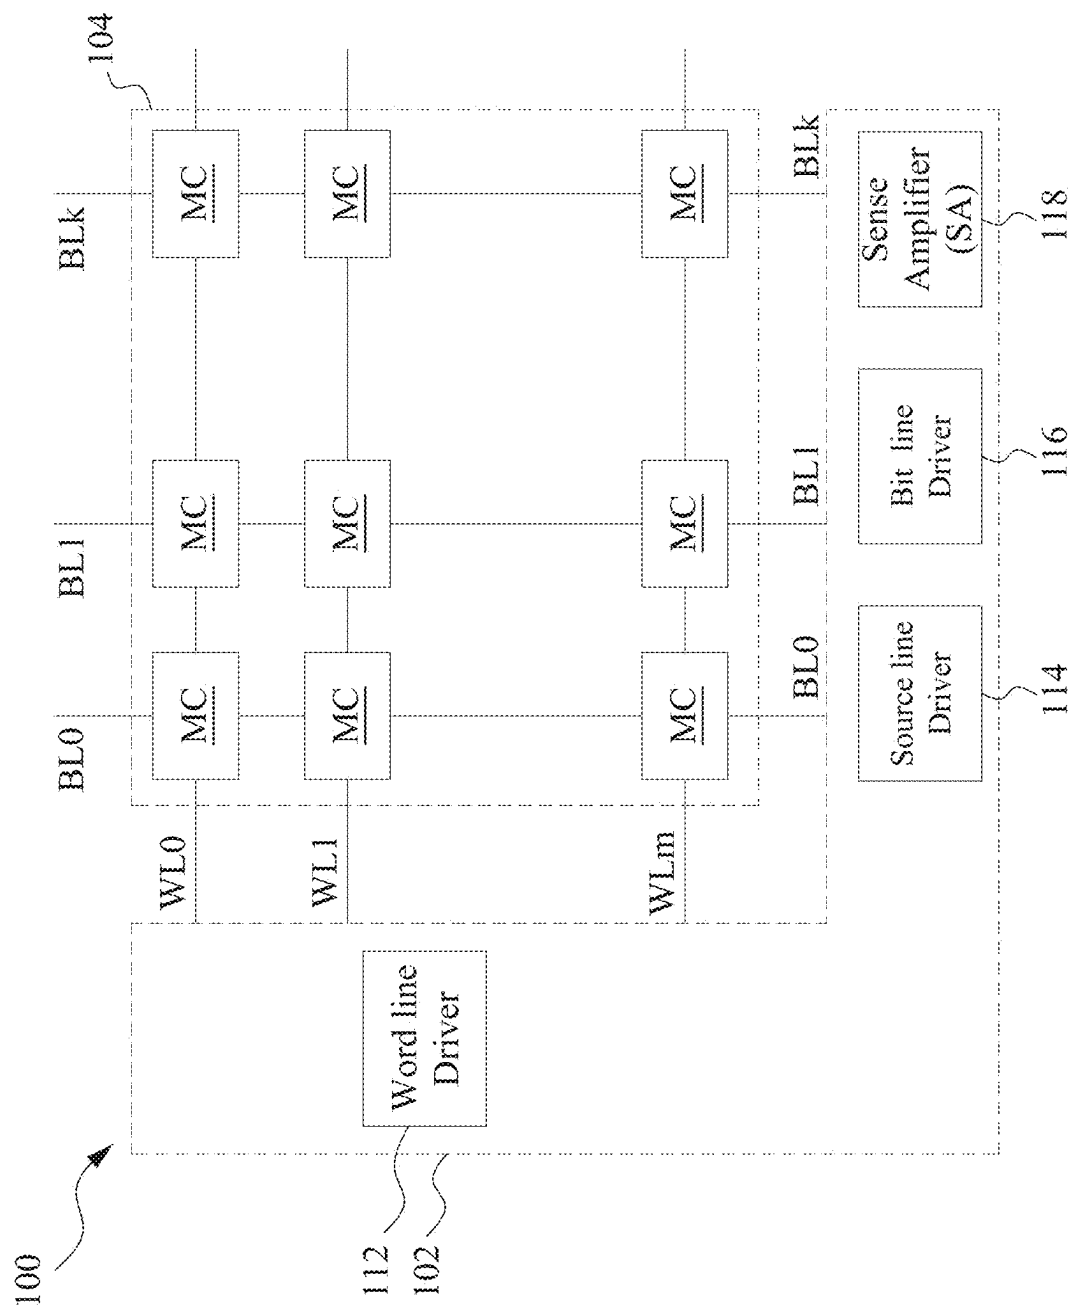 100
BL0
BL1
BLk
104
WL0
MC
MC
MC
WL1
MC
MC
MC
112
102
Word line
Driver
WLm
MC
MC
MC
BL0
BL1
BLk
Source line
Driver
Bit line
Driver
Sense
Amplifier
(SA)
114
116
118